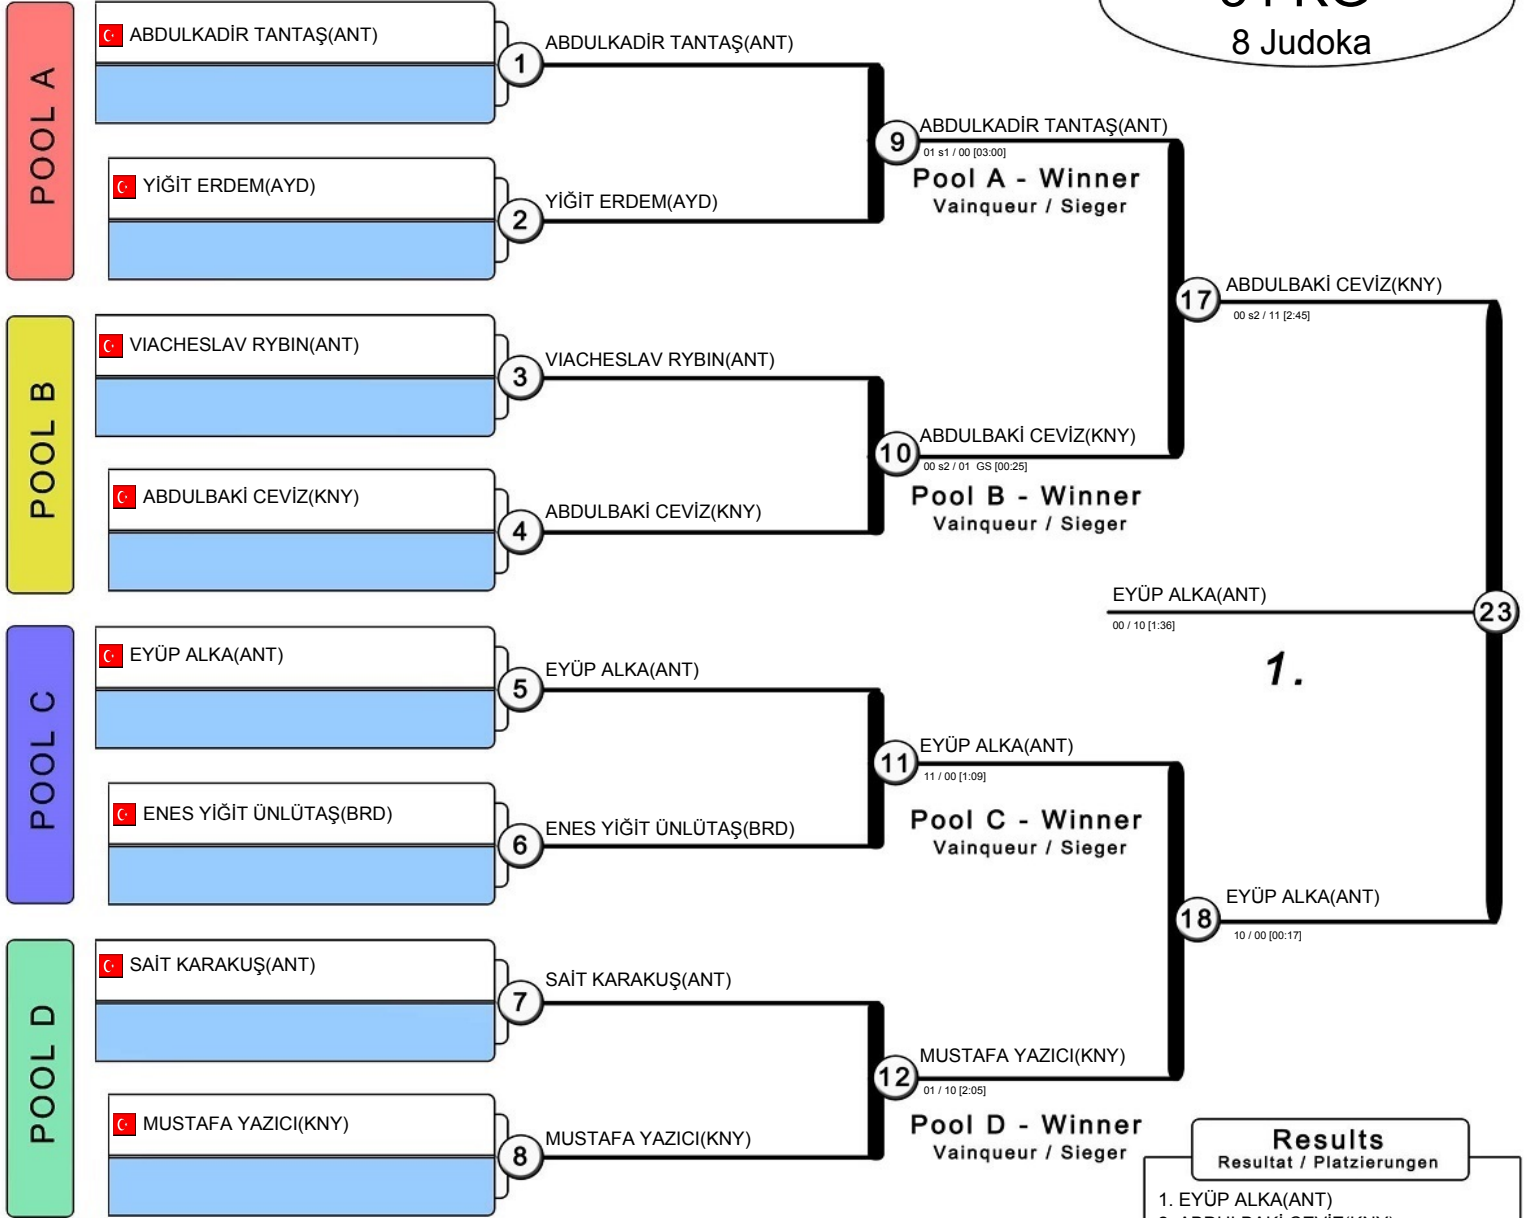 8 Judoka
POOL A
ABDULKADİR TANTAŞ(ANT)
1
ABDULKADİR TANTAŞ(ANT)
YİĞİT ERDEM(AYD)
2
YİĞİT ERDEM(AYD)
9
ABDULKADİR TANTAŞ(ANT)
01 s1 / 00 [03:00]
Pool A - Winner
Vainqueur / Sieger
POOL B
VIACHESLAV RYBIN(ANT)
3
VIACHESLAV RYBIN(ANT)
ABDULBAKİ CEVİZ(KNY)
4
ABDULBAKİ CEVİZ(KNY)
10
ABDULBAKİ CEVİZ(KNY)
00 s2 / 01 GS [00:25]
Pool B - Winner
Vainqueur / Sieger
17
ABDULBAKİ CEVİZ(KNY)
00 s2 / 11 [2:45]
EYÜP ALKA(ANT)
23
00 / 10 [1:36]
1.
POOL C
EYÜP ALKA(ANT)
5
EYÜP ALKA(ANT)
ENES YİĞİT ÜNLÜTAŞ(BRD)
6
ENES YİĞİT ÜNLÜTAŞ(BRD)
11
EYÜP ALKA(ANT)
11 / 00 [1:09]
Pool C - Winner
Vainqueur / Sieger
18
EYÜP ALKA(ANT)
10 / 00 [00:17]
POOL D
SAİT KARAKUŞ(ANT)
7
SAİT KARAKUŞ(ANT)
MUSTAFA YAZICI(KNY)
8
MUSTAFA YAZICI(KNY)
12
MUSTAFA YAZICI(KNY)
01 / 10 [2:05]
Pool D - Winner
Vainqueur / Sieger
Results
Resultat / Platzierungen
1. EYÜP ALKA(ANT)